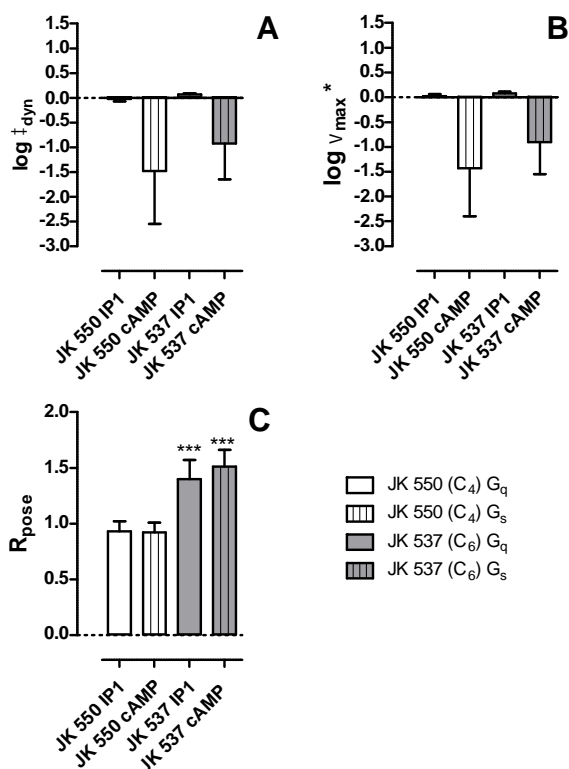 A
log ‡dyn
1.5
1.0
0.5
0.0
-0.5
-1.0
-1.5
-2.0
-2.5
-3.0
JK 550 IP1
JK 550 cAMP
JK 537 IP1
JK 537 cAMP
B
log νmax*
1.5
1.0
0.5
0.0
-0.5
-1.0
-1.5
-2.0
-2.5
-3.0
JK 550 IP1
JK 550 cAMP
JK 537 IP1
JK 537 cAMP
C
Rpose
2.0
1.5
1.0
0.5
0.0
*** ***
JK 550 IP1
JK 550 cAMP
JK 537 IP1
JK 537 cAMP
JK 550 (C4) Gq
JK 550 (C4) Gs
JK 537 (C6) Gq
JK 537 (C6) Gs